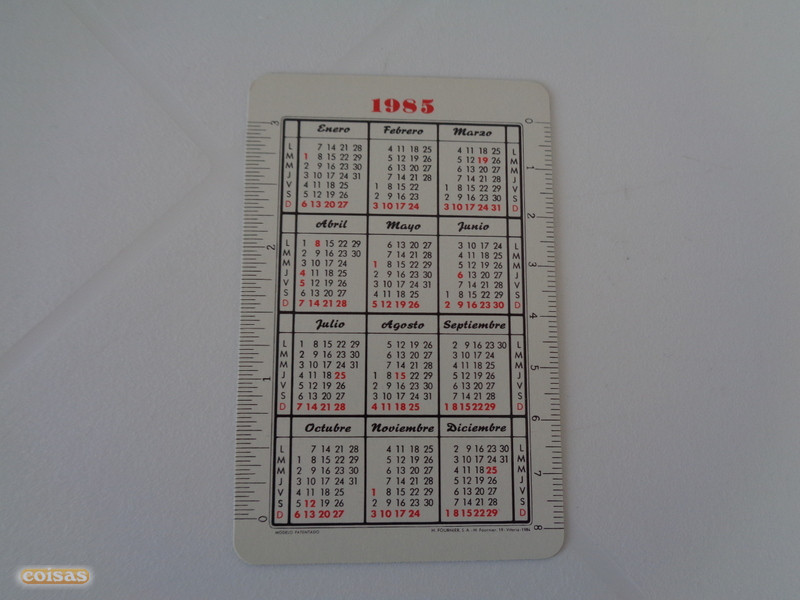 1985
Enero Febrero Marzo
L 7 14 21 28 4 11 18 25 4 11 18 25 L
M 1 8 15 22 29 5 12 19 26 5 12 19 26 M
M 2 9 16 23 30 6 13 20 27 6 13 20 27 M
J 3 10 17 24 31 7 14 21 28 7 14 21 28 J
V 4 11 18 25 1 8 15 22 1 8 15 22 29 V
S 5 12 19 26 2 9 16 23 2 9 16 23 30 S
D 6 13 20 27 3 10 17 24 3 10 17 24 31 D
Abril Mayo Junio
L 1 8 15 22 29 6 13 20 27 3 10 17 24 L
M 2 9 16 23 30 7 14 21 28 4 11 18 25 M
M 3 10 17 24 1 8 15 22 29 5 12 19 26 M
J 4 11 18 25 2 9 16 23 30 6 13 20 27 J
V 5 12 19 26 3 10 17 24 31 7 14 21 28 V
S 6 13 20 27 4 11 18 25 1 8 15 22 29 S
D 7 14 21 28 5 12 19 26 2 9 16 23 30 D
Julio Agosto Septiembre
L 1 8 15 22 29 5 12 19 26 2 9 16 23 30 L
M 2 9 16 23 30 6 13 20 27 3 10 17 24 M
M 3 10 17 24 31 7 14 21 28 4 11 18 25 M
J 4 11 18 25 1 8 15 22 29 5 12 19 26 J
V 5 12 19 26 2 9 16 23 30 6 13 20 27 V
S 6 13 20 27 3 10 17 24 31 7 14 21 28 S
D 7 14 21 28 4 11 18 25 1 8 15 22 29 D
Octubre Noviembre Diciembre
L 7 14 21 28 4 11 18 25 2 9 16 23 30 L
M 1 8 15 22 29 5 12 19 26 3 10 17 24 31 M
M 2 9 16 23 30 6 13 20 27 4 11 18 25 M
J 3 10 17 24 31 7 14 21 28 5 12 19 26 J
V 4 11 18 25 1 8 15 22 29 6 13 20 27 V
S 5 12 19 26 2 9 16 23 30 7 14 21 28 S
D 6 13 20 27 3 10 17 24 1 8 15 22 29 D
3 2 1 0
0 1 2 3 4 5 6 7 8
MODELO PATENTADO
H. FOURNIER, S. A. Vitoria 1984
coisas